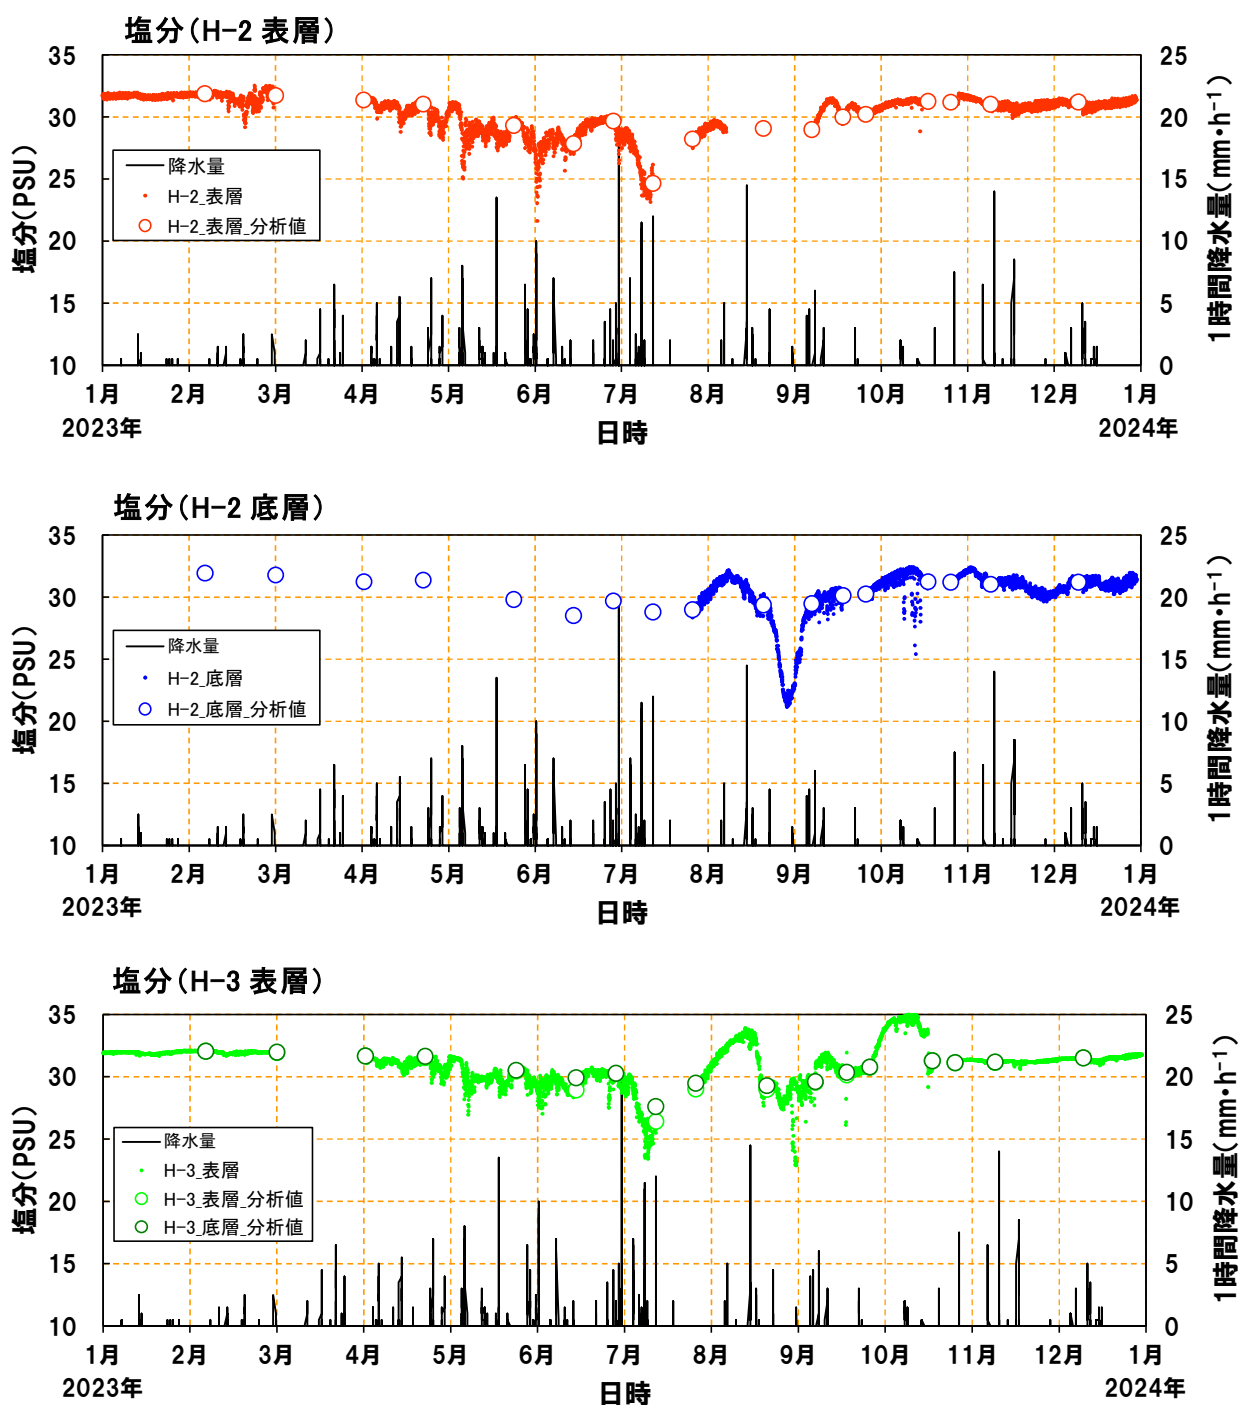 塩分(H-2 表層)
35
30
25
20
15
10
塩分(PSU)
25
20
15
10
5
0
1時間降水量(mm・h⁻¹)
降水量
H-2_表層
H-2_表層_分析値
1月 2月 3月 4月 5月 6月 7月 8月 9月 10月 11月 12月 1月
2023年 日時 2024年
塩分(H-2 底層)
35
30
25
20
15
10
塩分(PSU)
25
20
15
10
5
0
1時間降水量(mm・h⁻¹)
降水量
H-2_底層
H-2_底層_分析値
1月 2月 3月 4月 5月 6月 7月 8月 9月 10月 11月 12月 1月
2023年 日時 2024年
塩分(H-3 表層)
35
30
25
20
15
10
塩分(PSU)
25
20
15
10
5
0
1時間降水量(mm・h⁻¹)
降水量
H-3_表層
H-3_表層_分析値
H-3_底層_分析値
1月 2月 3月 4月 5月 6月 7月 8月 9月 10月 11月 12月 1月
2023年 日時 2024年